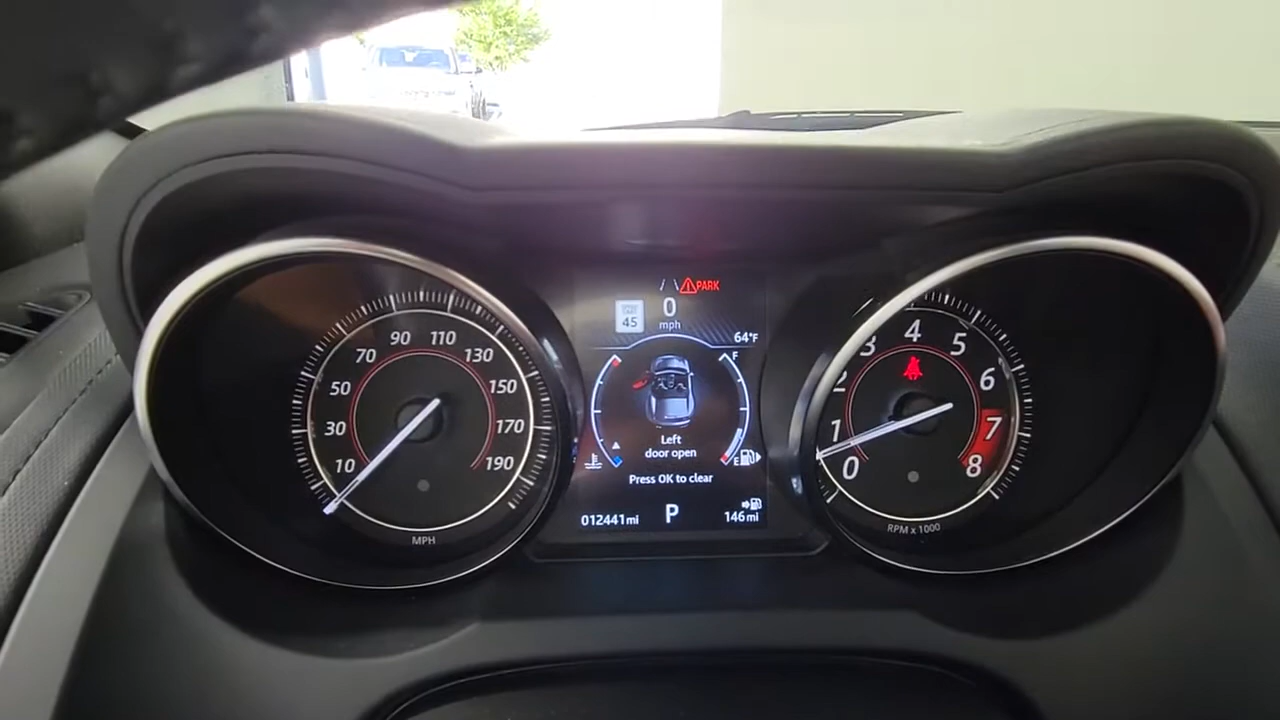 PARK
45
0
mph
64°F
F
E
Left
door open
Press OK to clear
012441mi
P
146mi
10
30
50
70
90
110
130
150
170
190
MPH
0
1
2
3
4
5
6
7
8
RPM x 1000